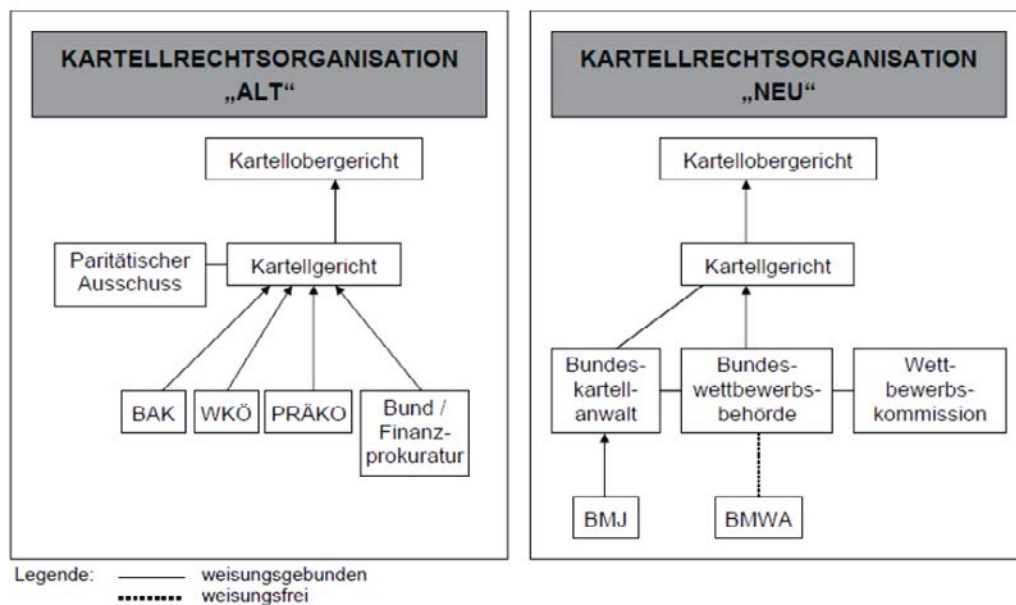 KARTELLRECHTSORGANISATION
„ALT“
Kartellobergericht
Paritätischer
Ausschuss
Kartellgericht
BAK
WKÖ
PRÄKO
Bund /
Finanz-
prokuratur
KARTELLRECHTSORGANISATION
„NEU“
Kartellobergericht
Kartellgericht
Bundes-
kartell-
anwalt
Bundes-
wettbewerbs-
behörde
Wett-
bewerbs-
kommission
BMJ
BMWA
Legende: weisungsgebunden
weisungsfrei